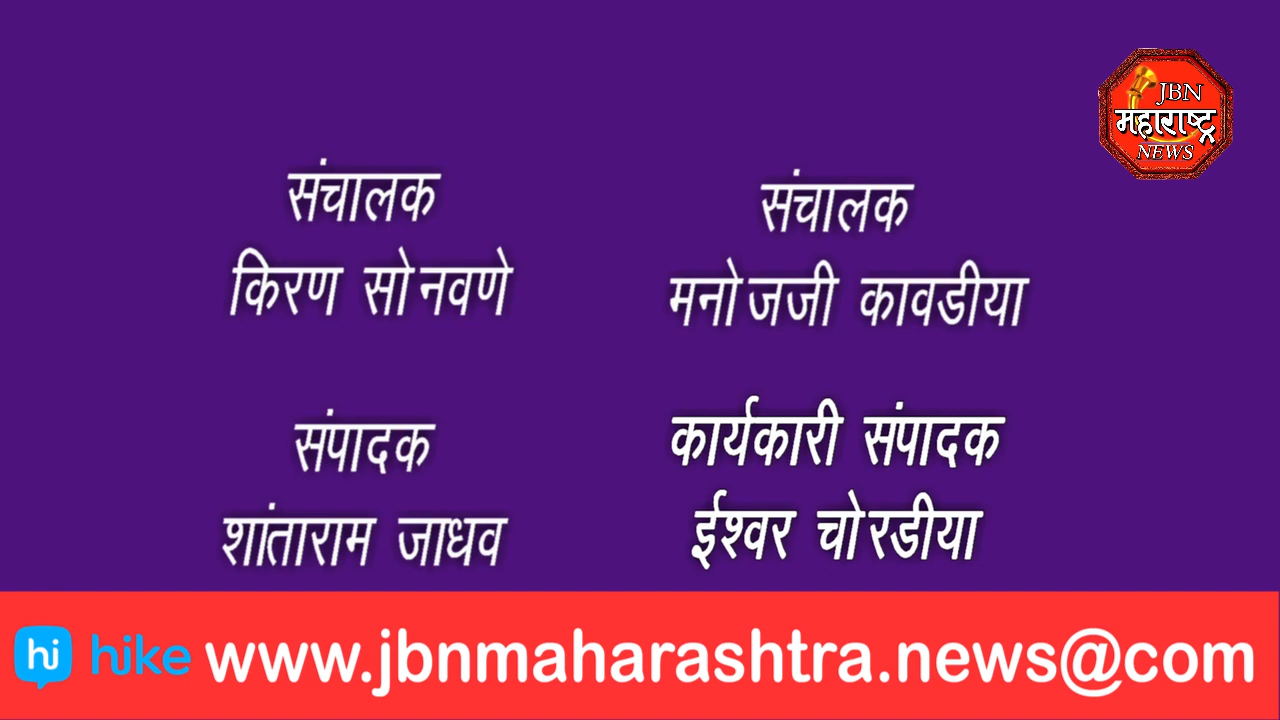 JBN
महाराष्ट्र
NEWS
संचालक
किरण सोनवणे
संचालक
मनोजजी कावडीया
संपादक
शांताराम जाधव
कार्यकारी संपादक
ईश्वर चोरडीया
hi hike www.jbnmaharashtra.news@com